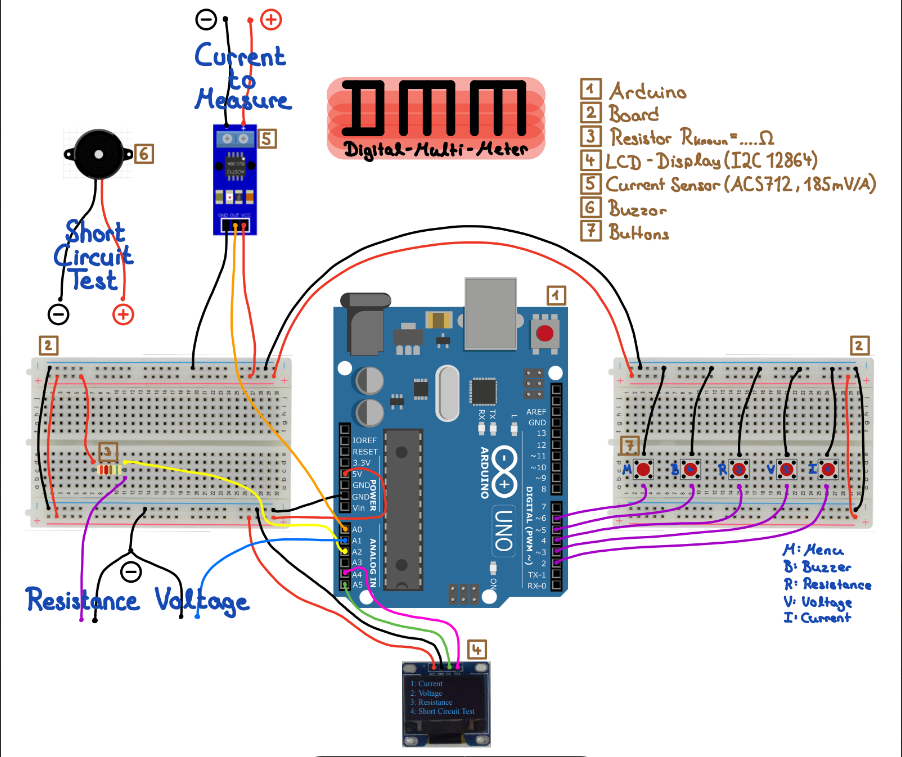 Current
to
Measure
DMM
Digital-Multi-Meter
1 Arduino
2 Board
3 Resistor Rknown=....Ω
4 LCD-Display (I2C 12864)
5 Current Sensor (ACS712, 185mV/A)
6 Buzzor
7 Buttons
5
6
GND OUT VCC
Short
Circuit
Test
1
2
2
AREF
GND
13
12
~11
~10
~9
8
RX
TX
L
IOREF
RESET
3.3V
5V
GND
GND
Vin
POWER
ARDUINO
UNO
DIGITAL (PWM ~)
7
~6
~5
4
~3
2
TX→1
RX←0
A0
A1
A2
A3
A4
A5
ANALOG IN
ON
3
7
M B R V I
M: Menu
B: Buzzer
R: Resistance
V: Voltage
I: Current
Resistance Voltage
4
1: Current
2: Voltage
3: Resistance
4: Short Circuit Test